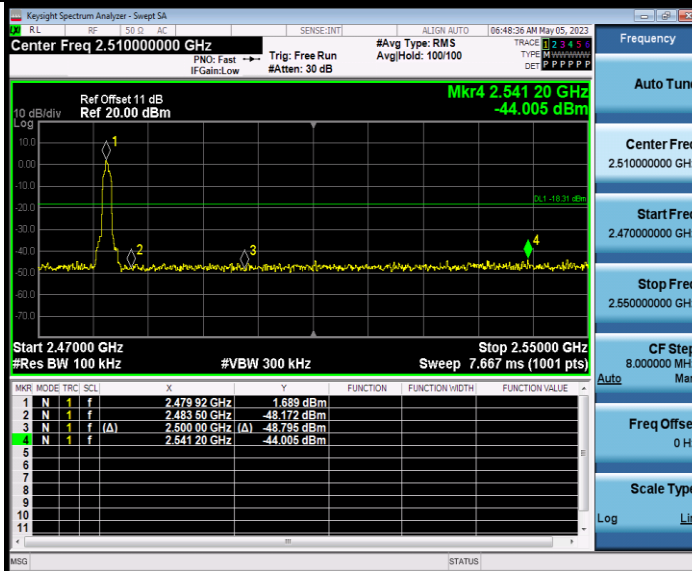 Keysight Spectrum Analyzer - Swept SA
RL RF 50 Ω AC SENSE:INT ALIGN AUTO 06:48:36 AM May 05, 2023
Center Freq 2.510000000 GHz
PNO: Fast
IFGain:Low
Trig: Free Run
#Atten: 30 dB
#Avg Type: RMS
Avg|Hold: 100/100
TRACE 1 2 3 4 5 6
TYPE M W W W W W
DET P P P P P P
Ref Offset 11 dB
10 dB/div Ref 20.00 dBm
Log
Mkr4 2.541 20 GHz
-44.005 dBm
10.0
0.00
-10.0
-20.0
-30.0
-40.0
-50.0
-60.0
-70.0
1
2
3
4
DL1 -18.31 dBm
Start 2.47000 GHz Stop 2.55000 GHz
#Res BW 100 kHz #VBW 300 kHz Sweep 7.667 ms (1001 pts)
MKR MODE TRC SCL X Y FUNCTION FUNCTION WIDTH FUNCTION VALUE
1 N 1 f 2.479 92 GHz 1.689 dBm
2 N 1 f 2.483 50 GHz -48.172 dBm
3 N 1 f (Δ) 2.500 00 GHz (Δ) -48.795 dBm
4 N 1 f 2.541 20 GHz -44.005 dBm
5
6
7
8
9
10
11
MSG STATUS
Frequency
Auto Tune
Center Freq
2.510000000 GHz
Start Freq
2.470000000 GHz
Stop Freq
2.550000000 GHz
CF Step
8.000000 MHz
Auto Man
Freq Offset
0 Hz
Scale Type
Log Lin